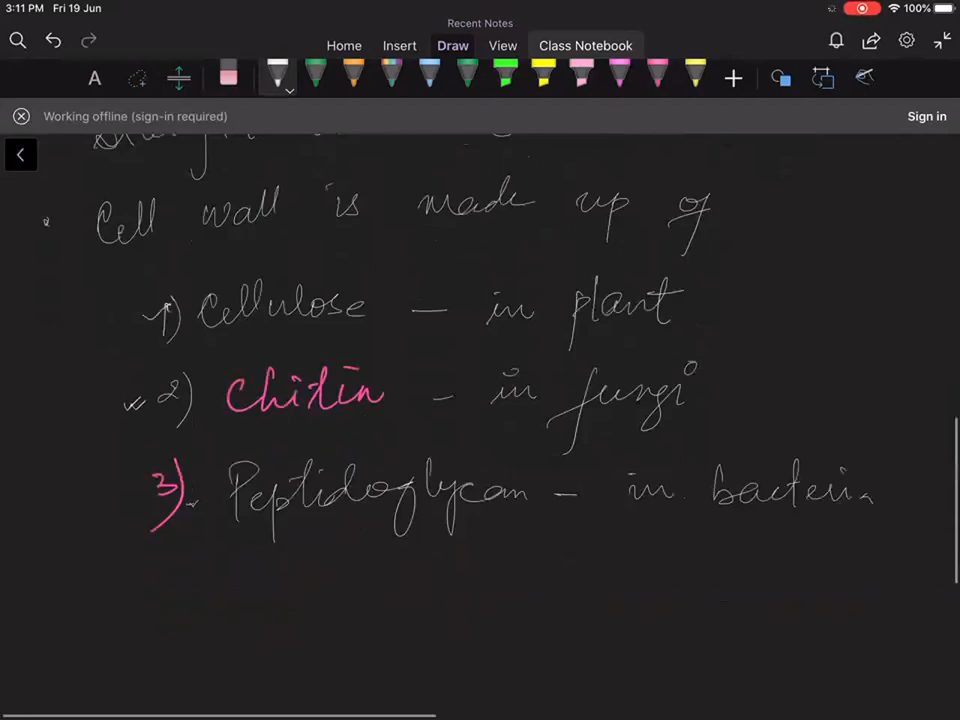 3:11 PM Fri 19 Jun
100%
Recent Notes
Home Insert Draw View Class Notebook
A
Working offline (sign-in required) Sign in
Cell wall is made up of
1) Cellulose — in plant
2) Chitin - in fungi
3) Peptidoglycan - in bacteria